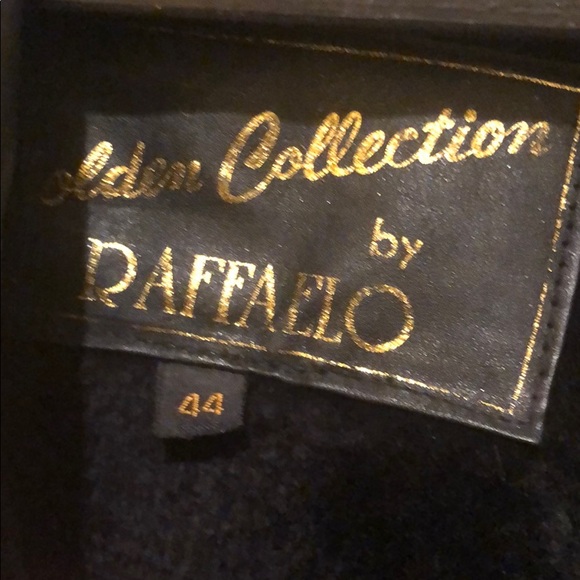 olden Collection
by
RAFFAELO
44